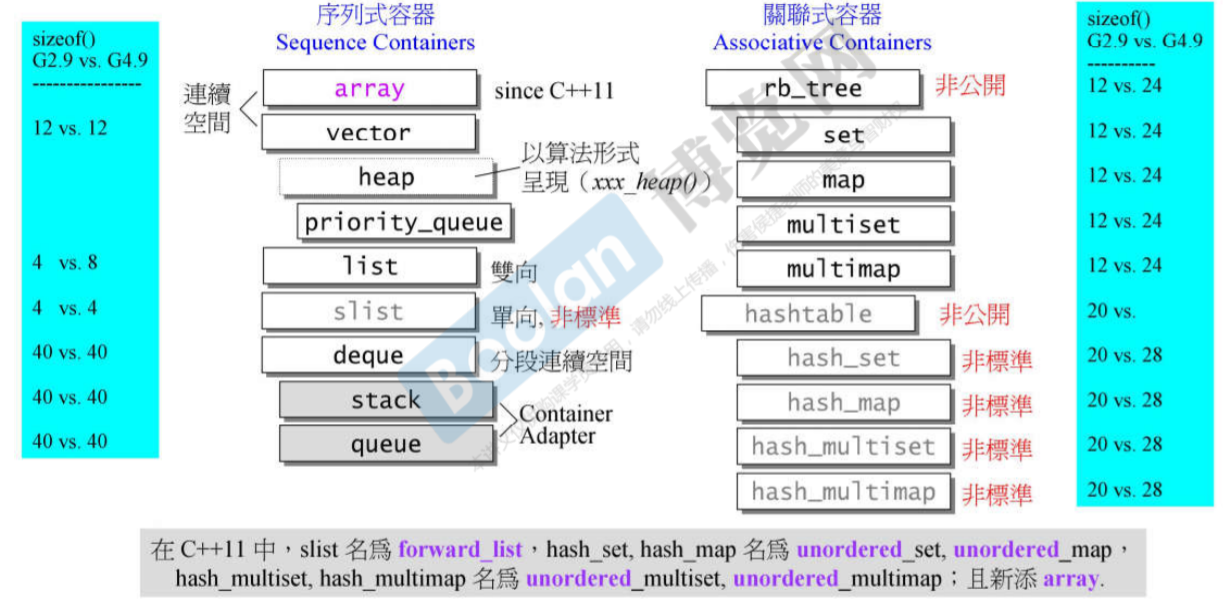 sizeof()
G2.9 vs. G4.9
----------------
12 vs. 12
4 vs. 8
4 vs. 4
40 vs. 40
40 vs. 40
40 vs. 40
序列式容器
Sequence Containers
連續
空間
array
since C++11
vector
heap
以算法形式
呈現（xxx_heap()）
priority_queue
list
雙向
slist
單向, 非標準
deque
分段連續空間
stack
queue
Container
Adapter
關聯式容器
Associative Containers
rb_tree
非公開
set
map
multiset
multimap
hashtable
非公開
hash_set
非標準
hash_map
非標準
hash_multiset
非標準
hash_multimap
非標準
sizeof()
G2.9 vs. G4.9
----------
12 vs. 24
12 vs. 24
12 vs. 24
12 vs. 24
12 vs. 24
20 vs.
20 vs. 28
20 vs. 28
20 vs. 28
20 vs. 28
在 C++11 中，slist 名爲 forward_list，hash_set, hash_map 名爲 unordered_set, unordered_map，
hash_multiset, hash_multimap 名爲 unordered_multiset, unordered_multimap；且新添 array.
Boolan
博览网